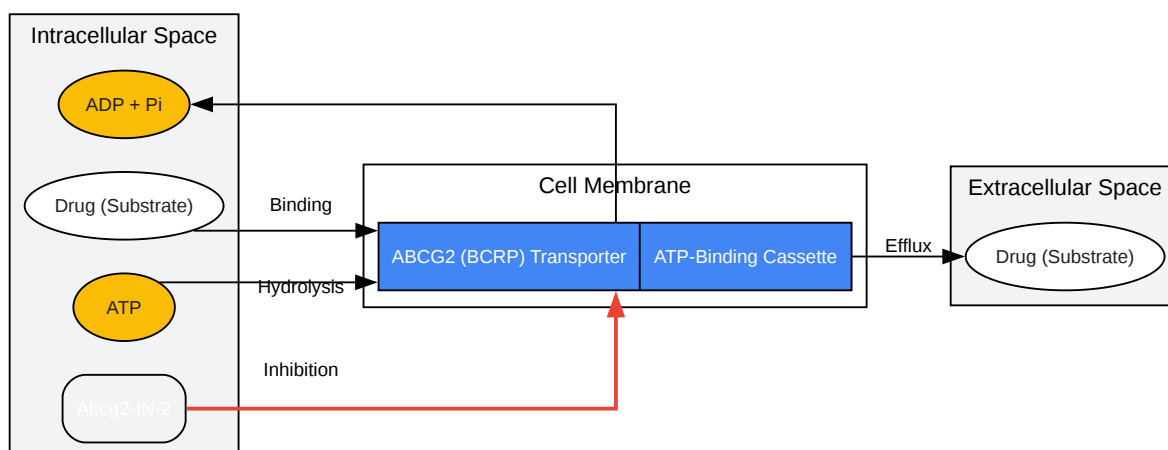 Intracellular Space
ADP + Pi
Drug (Substrate)
ATP
Abcg2-IN-2
Binding
Hydrolysis
Inhibition
Cell Membrane
ABCG2 (BCRP) Transporter
ATP-Binding Cassette
Efflux
Extracellular Space
Drug (Substrate)